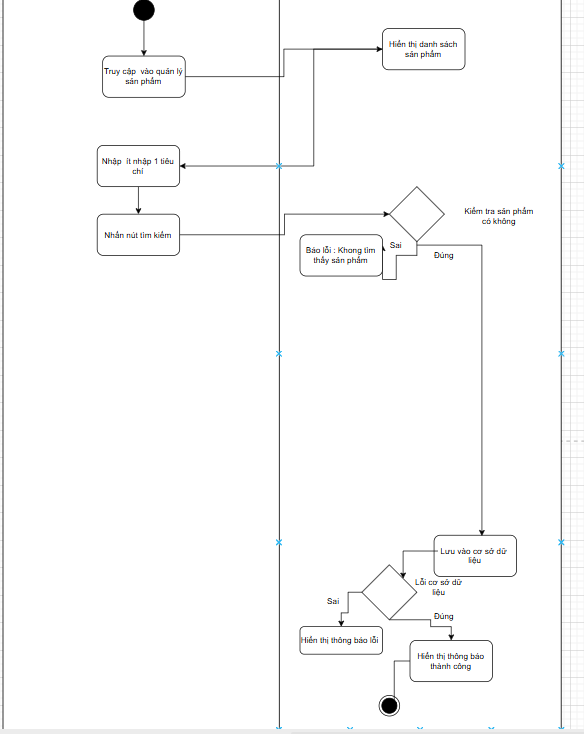 Hiển thị danh sách
sản phẩm
Truy cập vào quản lý
sản phẩm
Nhập ít nhập 1 tiêu
chí
Nhấn nút tìm kiếm
Kiểm tra sản phẩm
có không
Báo lỗi : Khong tìm
thấy sản phẩm
Sai
Đúng
Lưu vào cơ sở dữ
liệu
Lỗi cơ sở dữ
liệu
Sai
Đúng
Hiển thị thông báo lỗi
Hiển thị thông báo
thành công